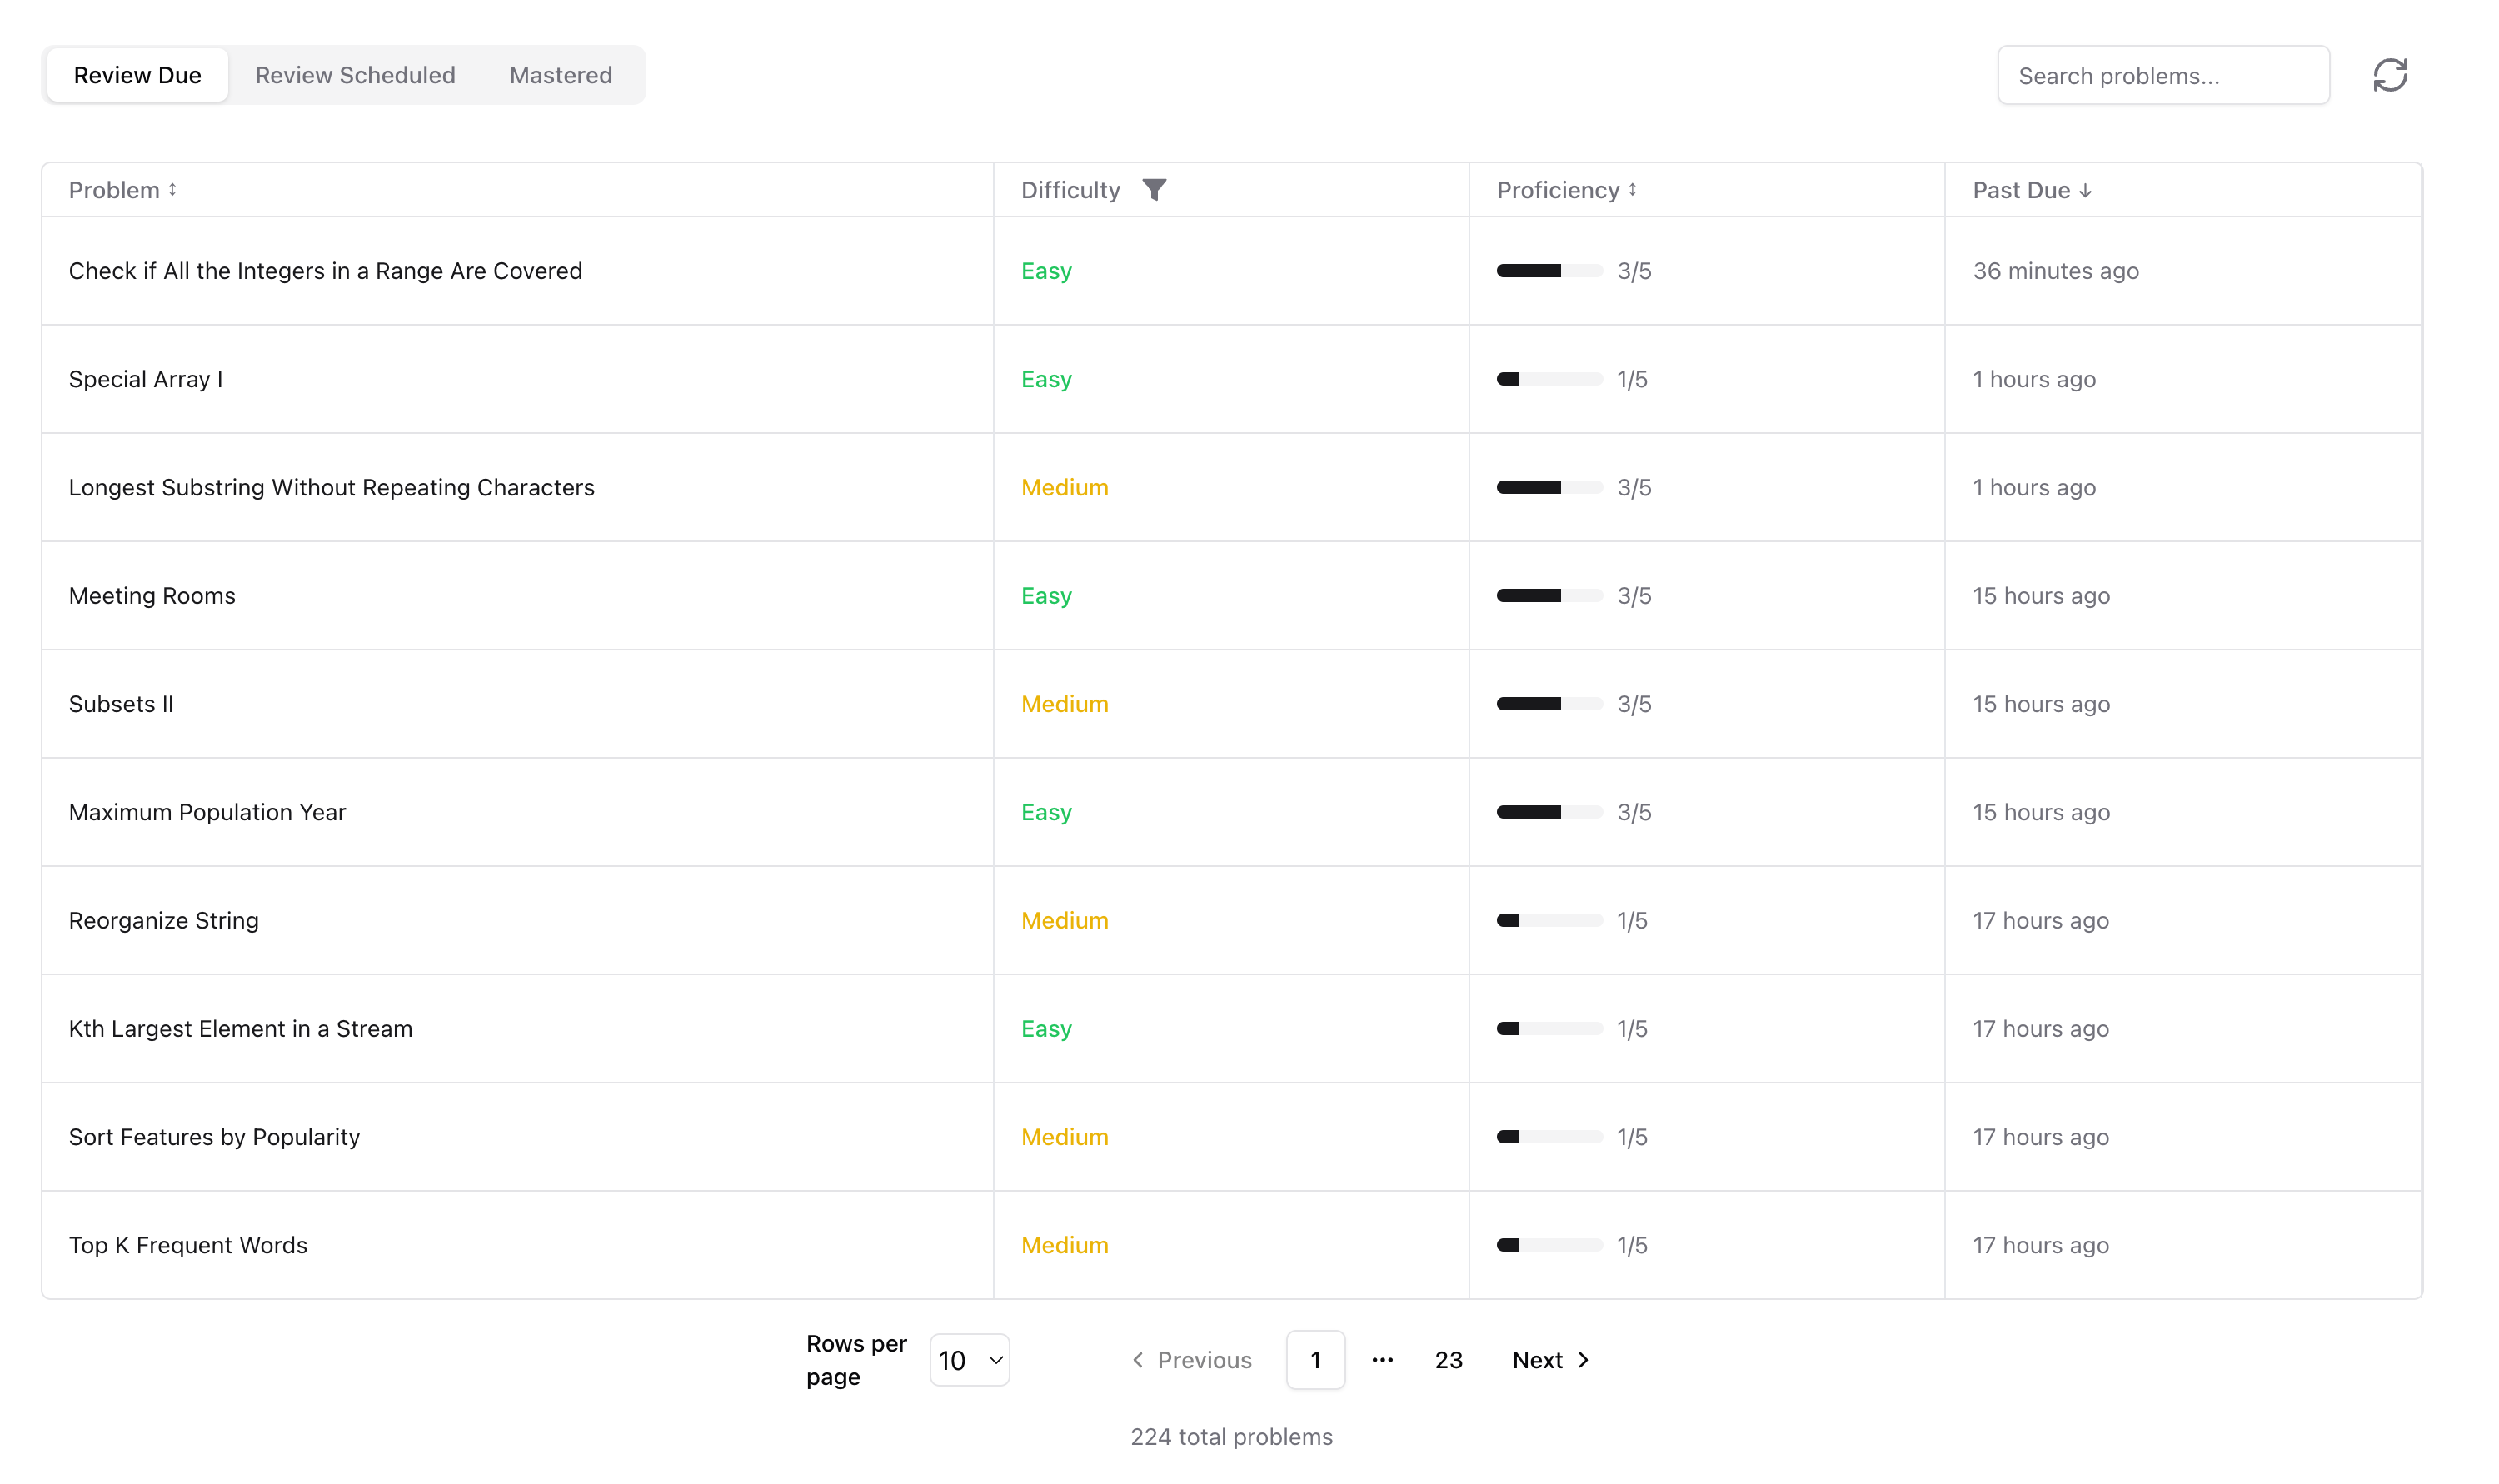 Review Due Review Scheduled Mastered Search problems...
Problem Difficulty Proficiency Past Due
Check if All the Integers in a Range Are Covered Easy 3/5 36 minutes ago
Special Array I Easy 1/5 1 hours ago
Longest Substring Without Repeating Characters Medium 3/5 1 hours ago
Meeting Rooms Easy 3/5 15 hours ago
Subsets II Medium 3/5 15 hours ago
Maximum Population Year Easy 3/5 15 hours ago
Reorganize String Medium 1/5 17 hours ago
Kth Largest Element in a Stream Easy 1/5 17 hours ago
Sort Features by Popularity Medium 1/5 17 hours ago
Top K Frequent Words Medium 1/5 17 hours ago
Rows per
page 10 Previous 1 ... 23 Next
224 total problems